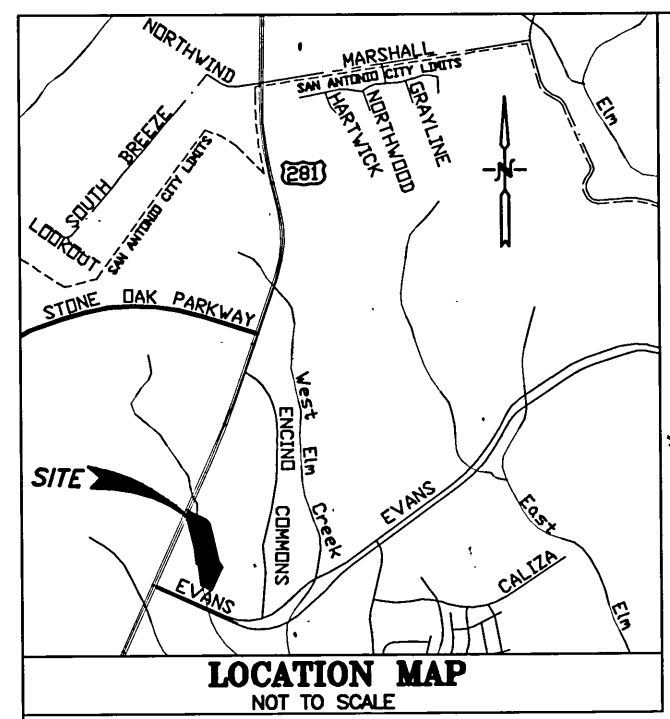 NORTHWIND
MARSHALL
SAN ANTONIO CITY LIMITS
HARTWICK
NORTHWOOD
GRAYLINE
Elm
281
N
SOUTH BREEZE
LOOKOUT
SAN ANTONIO CITY LIMITS
STONE OAK PARKWAY
West Elm Creek
ENCINO COMMONS
SITE
EVANS
EVANS
East Elm
CALIZA
LOCATION MAP
NOT TO SCALE